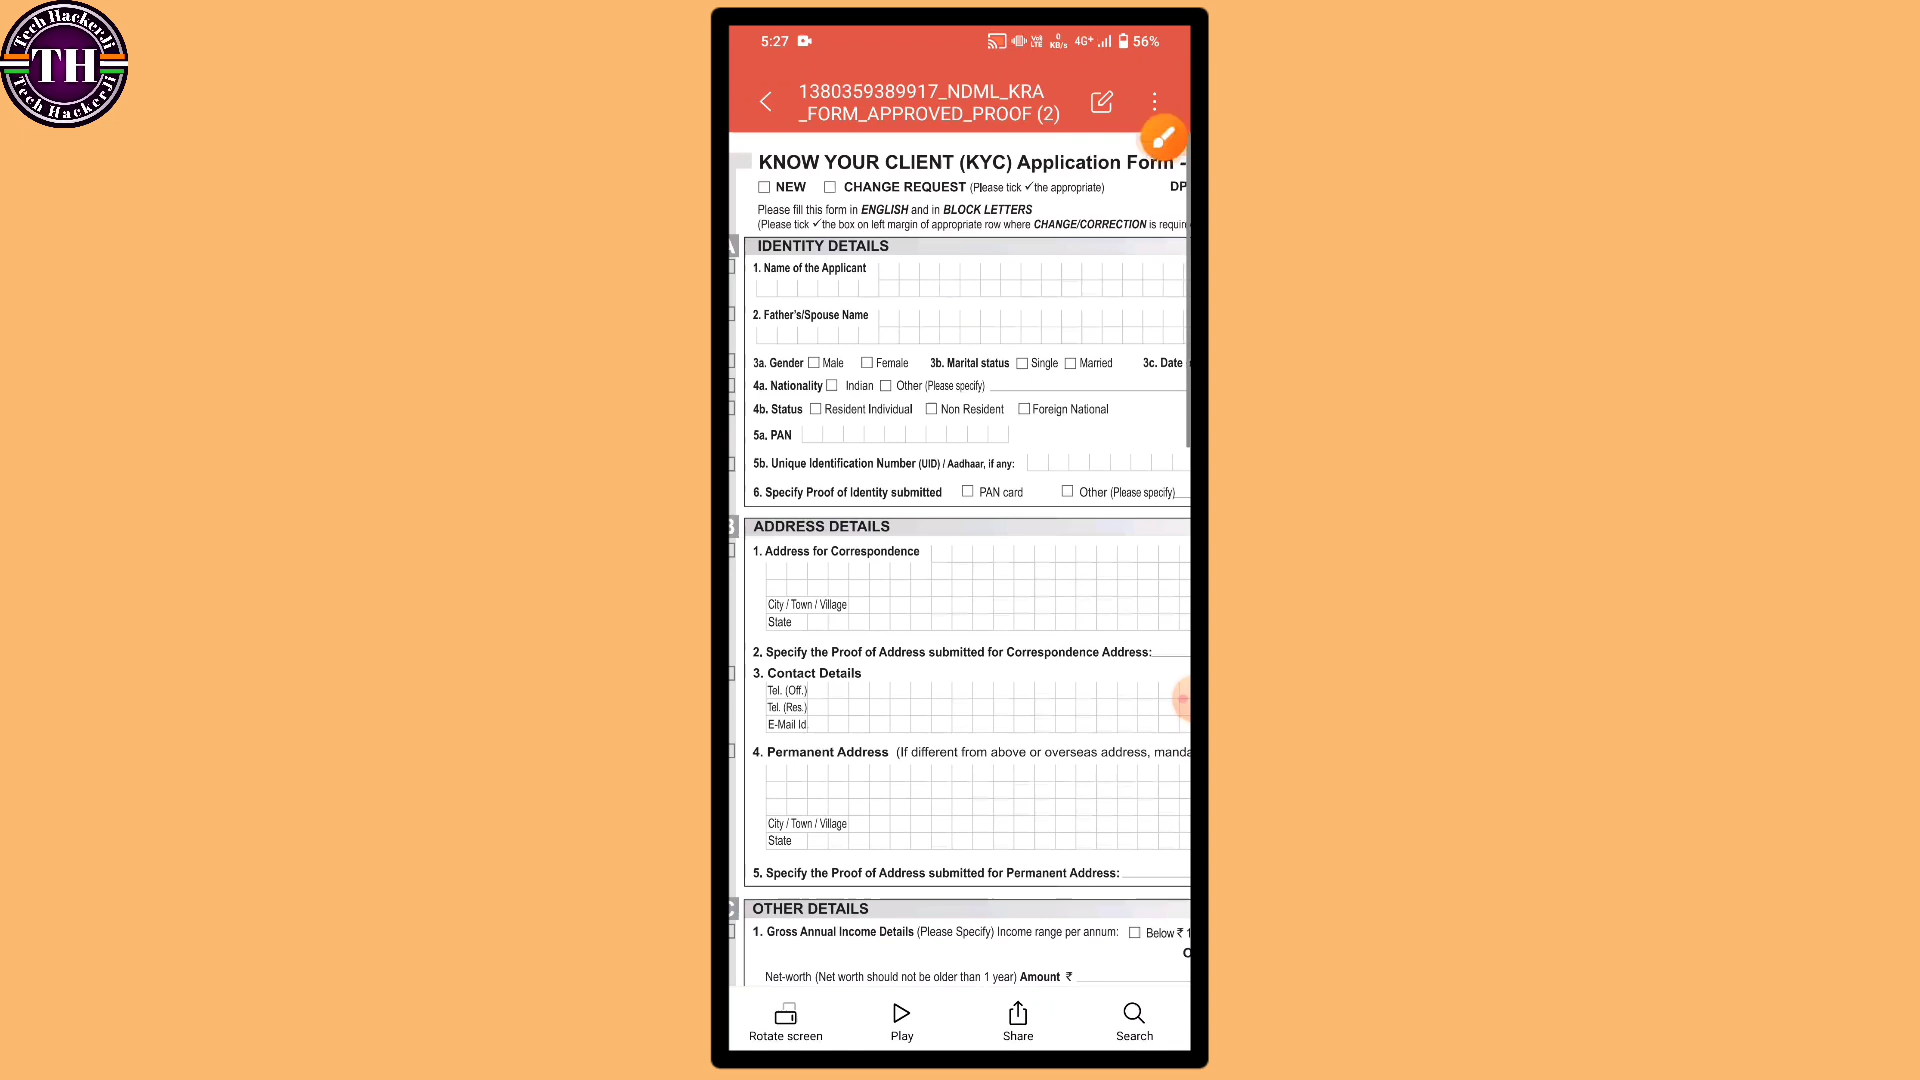 Tech HackerJi
TH
Tech HackerJi
5:27
Vo)
LTE
0
KB/s
4G+
56%
1380359389917_NDML_KRA
_FORM_APPROVED_PROOF (2)
KNOW YOUR CLIENT (KYC) Application Form -
NEW CHANGE REQUEST (Please tick ✓the appropriate) DP
Please fill this form in ENGLISH and in BLOCK LETTERS
(Please tick ✓the box on left margin of appropriate row where CHANGE/CORRECTION is requir
A IDENTITY DETAILS
1. Name of the Applicant
2. Father's/Spouse Name
3a. Gender Male Female 3b. Marital status Single Married 3c. Date
4a. Nationality Indian Other (Please specify)
4b. Status Resident Individual Non Resident Foreign National
5a. PAN
5b. Unique Identification Number (UID) / Aadhaar, if any:
6. Specify Proof of Identity submitted PAN card Other (Please specify)
B ADDRESS DETAILS
1. Address for Correspondence
City / Town / Village
State
2. Specify the Proof of Address submitted for Correspondence Address:
3. Contact Details
Tel. (Off.)
Tel. (Res.)
E-Mail Id.
4. Permanent Address (If different from above or overseas address, manda
City / Town / Village
State
5. Specify the Proof of Address submitted for Permanent Address:
C OTHER DETAILS
1. Gross Annual Income Details (Please Specify) Income range per annum: Below ₹ 1
O
Net-worth (Net worth should not be older than 1 year) Amount ₹
Rotate screen Play Share Search